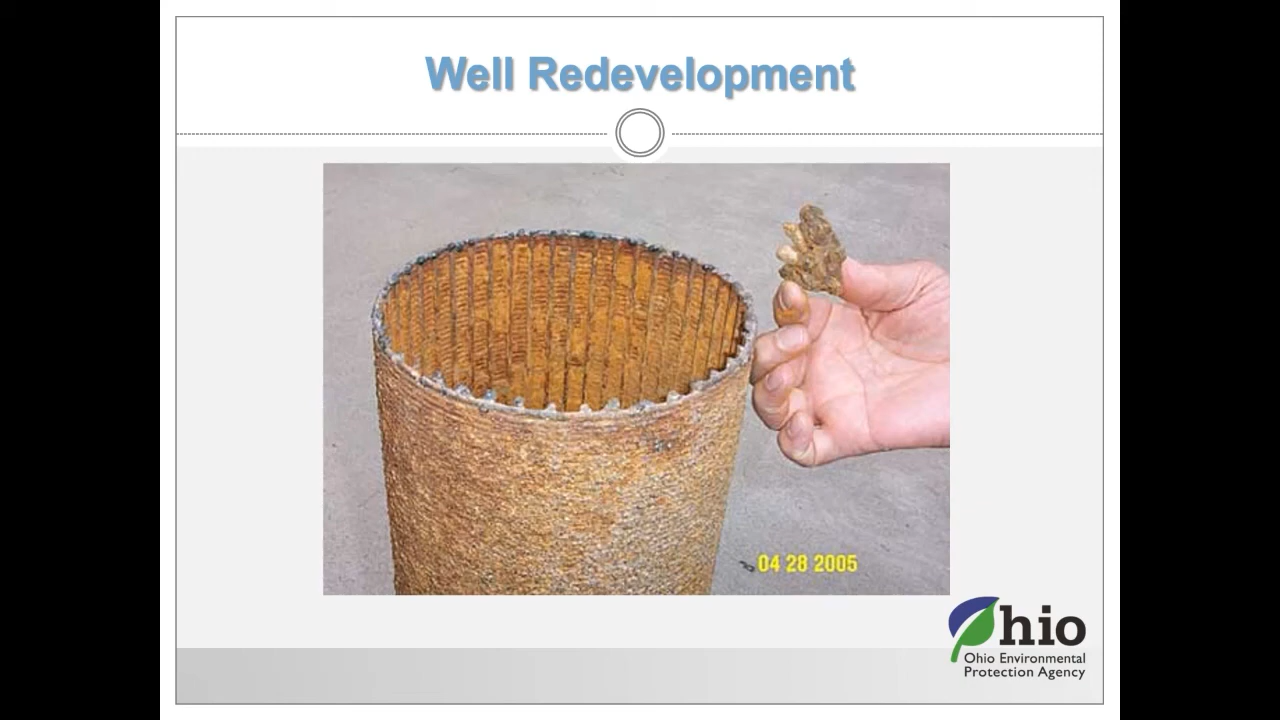 Well Redevelopment
04 28 2005
Ohio
Ohio Environmental
Protection Agency